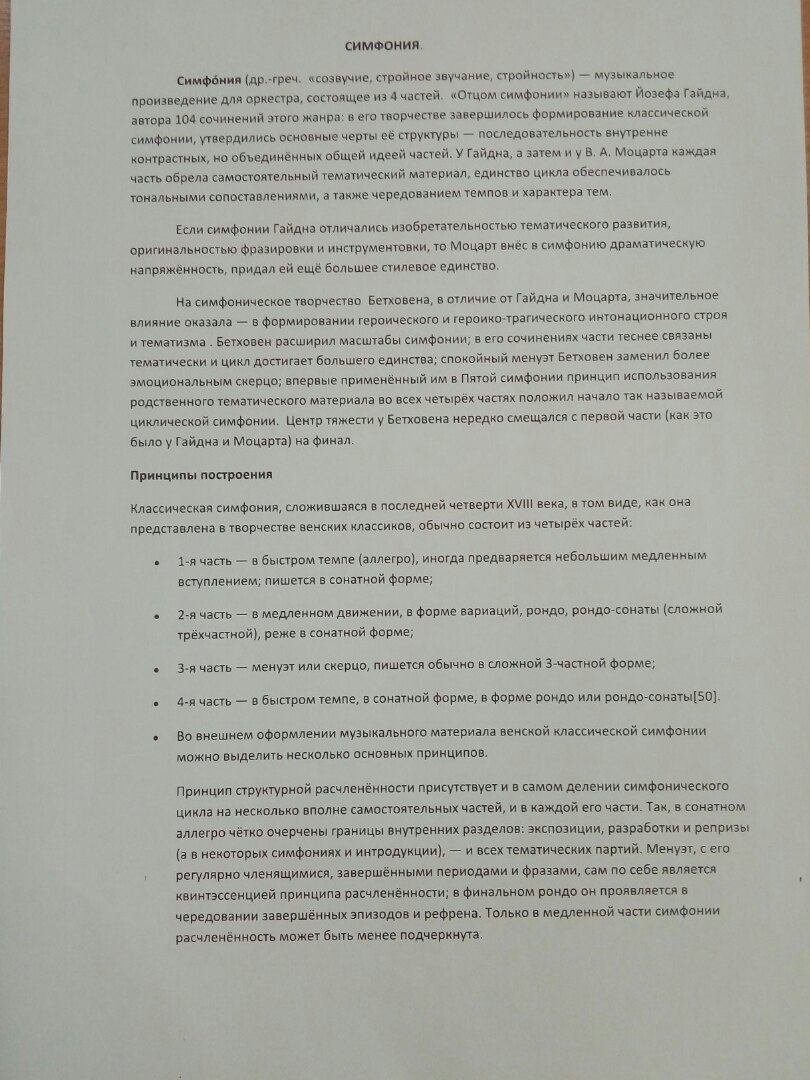 СИМФОНИЯ.
Симфо́ния (др.-греч.  «созвучие, стройное звучание, стройность») — музыкальное
произведение для оркестра, состоящее из 4 частей.  «Отцом симфонии» называют Йозефа Гайдна,
автора 104 сочинений этого жанра: в его творчестве завершилось формирование классической
симфонии, утвердились основные черты её структуры — последовательность внутренне
контрастных, но объединённых общей идеей частей. У Гайдна, а затем и у В. А. Моцарта каждая
часть обрела самостоятельный тематический материал, единство цикла обеспечивалось
тональными сопоставлениями, а также чередованием темпов и характера тем.
Если симфонии Гайдна отличались изобретательностью тематического развития,
оригинальностью фразировки и инструментовки, то Моцарт внёс в симфонию драматическую
напряжённость, придал ей ещё большее стилевое единство.
На симфоническое творчество  Бетховена, в отличие от Гайдна и Моцарта, значительное
влияние оказала — в формировании героического и героико-трагического интонационного строя
и тематизма . Бетховен расширил масштабы симфонии; в его сочинениях части теснее связаны
тематически и цикл достигает большего единства; спокойный менуэт Бетховен заменил более
эмоциональным скерцо; впервые применённый им в Пятой симфонии принцип использования
родственного тематического материала во всех четырёх частях положил начало так называемой
циклической симфонии.  Центр тяжести у Бетховена нередко смещался с первой части (как это
было у Гайдна и Моцарта) на финал.
Принципы построения
Классическая симфония, сложившаяся в последней четверти XVIII века, в том виде, как она
представлена в творчестве венских классиков, обычно состоит из четырёх частей:
• 1-я часть — в быстром темпе (аллегро), иногда предваряется небольшим медленным
вступлением; пишется в сонатной форме;
• 2-я часть — в медленном движении, в форме вариаций, рондо, рондо-сонаты (сложной
трёхчастной), реже в сонатной форме;
• 3-я часть — менуэт или скерцо, пишется обычно в сложной 3-частной форме;
• 4-я часть — в быстром темпе, в сонатной форме, в форме рондо или рондо-сонаты[50].
• Во внешнем оформлении музыкального материала венской классической симфонии
можно выделить несколько основных принципов.
Принцип структурной расчленённости присутствует и в самом делении симфонического
цикла на несколько вполне самостоятельных частей, и в каждой его части. Так, в сонатном
аллегро чётко очерчены границы внутренних разделов: экспозиции, разработки и репризы
(а в некоторых симфониях и интродукции), — и всех тематических партий. Менуэт, с его
регулярно членящимися, завершёнными периодами и фразами, сам по себе является
квинтэссенцией принципа расчленённости; в финальном рондо он проявляется в
чередовании завершённых эпизодов и рефрена. Только в медленной части симфонии
расчленённость может быть менее подчеркнута.